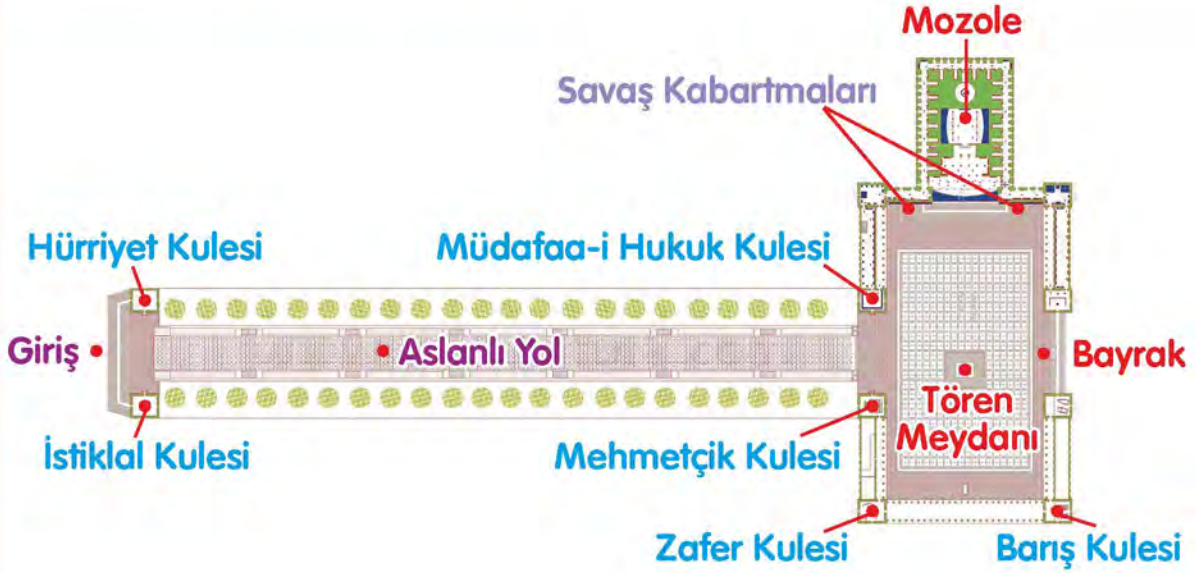 Mozole
Savaş Kabartmaları
Hürriyet Kulesi
Müdafaa-i Hukuk Kulesi
Giriş
Aslanlı Yol
Bayrak
Tören
Meydanı
İstiklal Kulesi
Mehmetçik Kulesi
Zafer Kulesi
Barış Kulesi